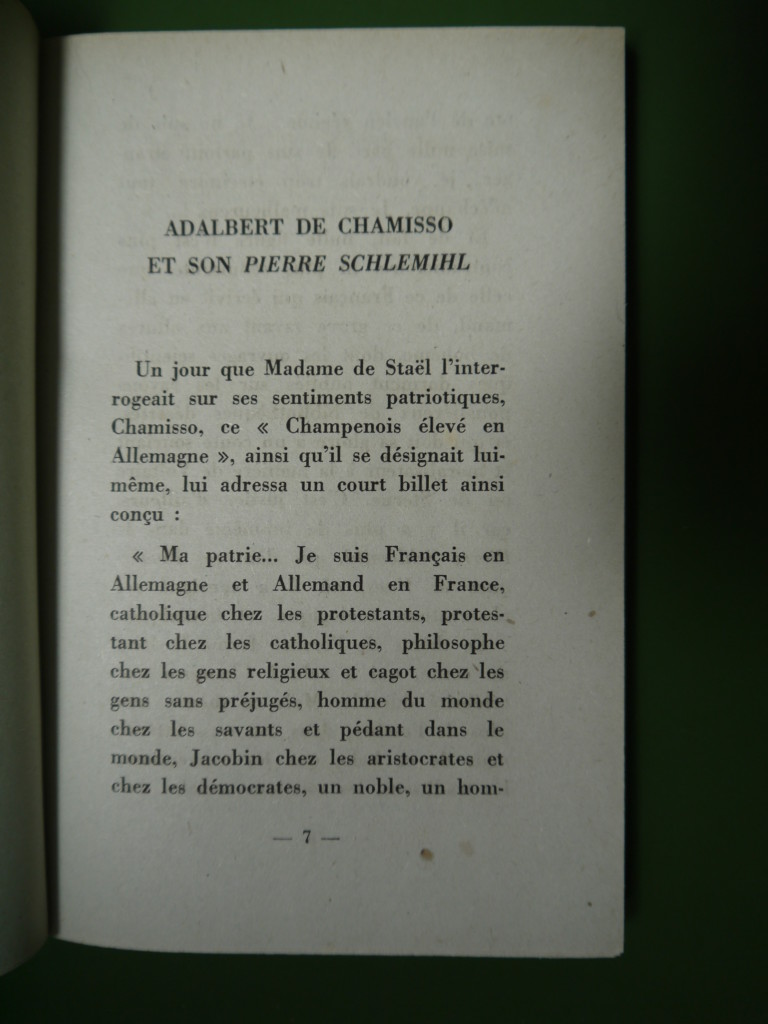 ADALBERT DE CHAMISSO
ET SON PIERRE SCHLEMIHL
Un jour que Madame de Staël l'inter-
rogeait sur ses sentiments patriotiques,
Chamisso, ce « Champenois élevé en
Allemagne », ainsi qu'il se désignait lui-
même, lui adressa un court billet ainsi
conçu :
« Ma patrie... Je suis Français en
Allemagne et Allemand en France,
catholique chez les protestants, protes-
tant chez les catholiques, philosophe
chez les gens religieux et cagot chez les
gens sans préjugés, homme du monde
chez les savants et pédant dans le
monde, Jacobin chez les aristocrates et
chez les démocrates, un noble, un hom-
— 7 —